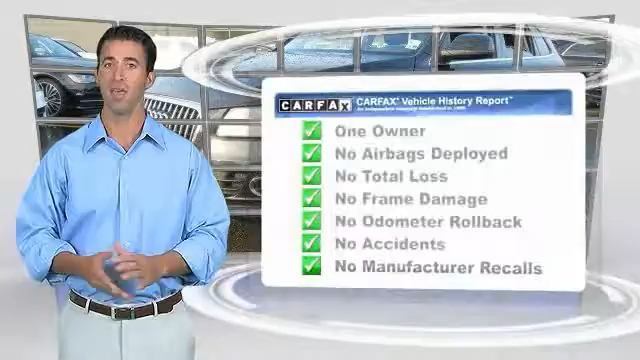 CARFAX CARFAX Vehicle History Report™
One Owner
No Airbags Deployed
No Total Loss
No Frame Damage
No Odometer Rollback
No Accidents
No Manufacturer Recalls